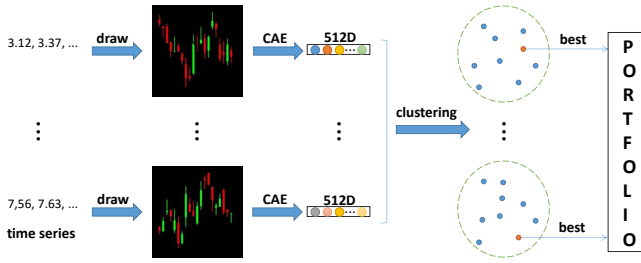 3.12, 3.37, ...
draw
CAE
512D
best
clustering
7,56, 7.63, ...
draw
CAE
512D
best
time series
PORTFOLIO